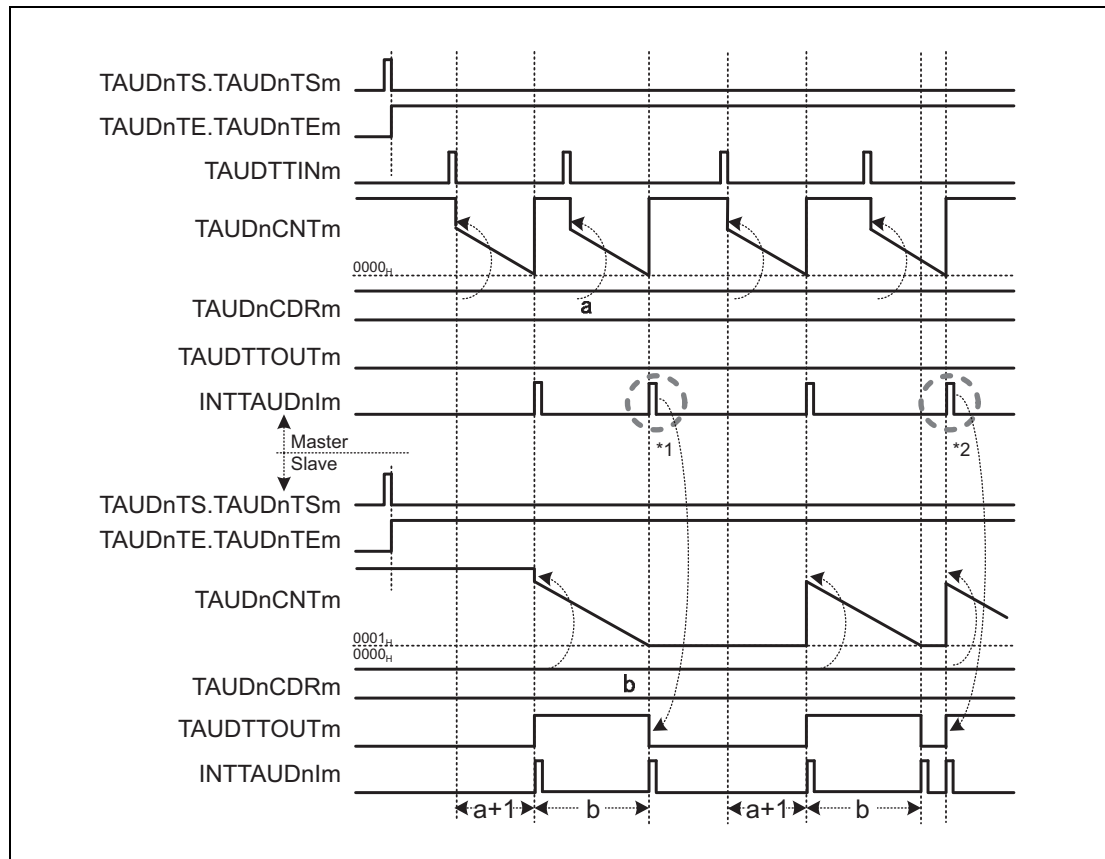 TAUDnTS.TAUDnTSm
TAUDnTE.TAUDnTEm
TAUDTTINm
TAUDnCNTm
0000H
TAUDnCDRm
a
TAUDTTOUTm
INTTAUDnIm
*1
*2
Master
Slave
TAUDnTS.TAUDnTSm
TAUDnTE.TAUDnTEm
TAUDnCNTm
0001H
0000H
TAUDnCDRm
b
TAUDTTOUTm
INTTAUDnIm
a+1 b a+1 b